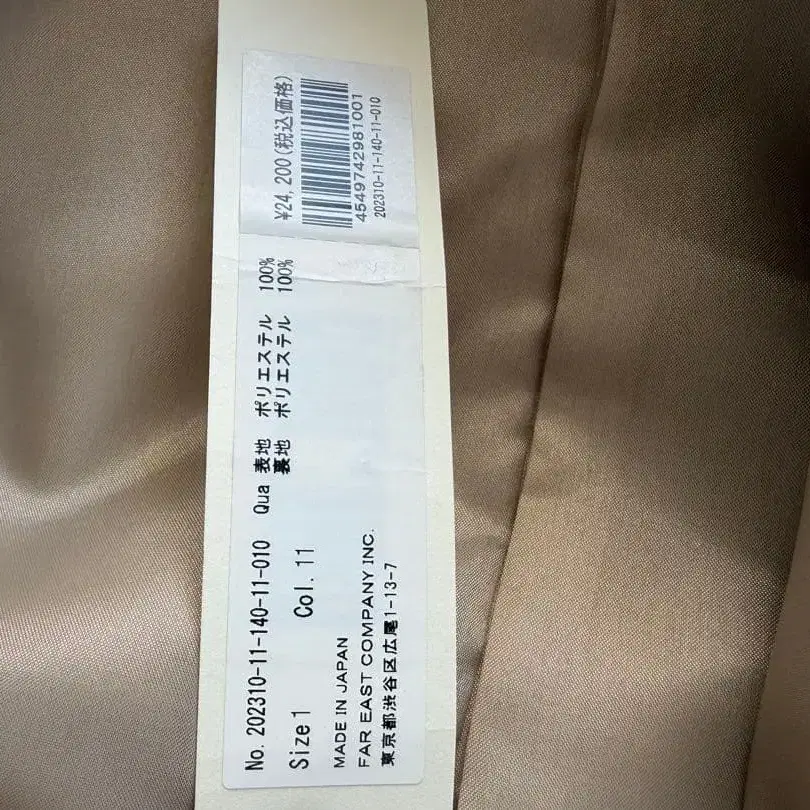 No. 202310-11-140-11-010 Qua 表地 ポリエステル 100%
裏地 ポリエステル 100%
Size1 Col. 11
MADE IN JAPAN
FAR EAST COMPANY INC.
東京都渋谷区広尾1-13-7
¥24,200(税込価格)
4549742981001
202310-11-140-11-010